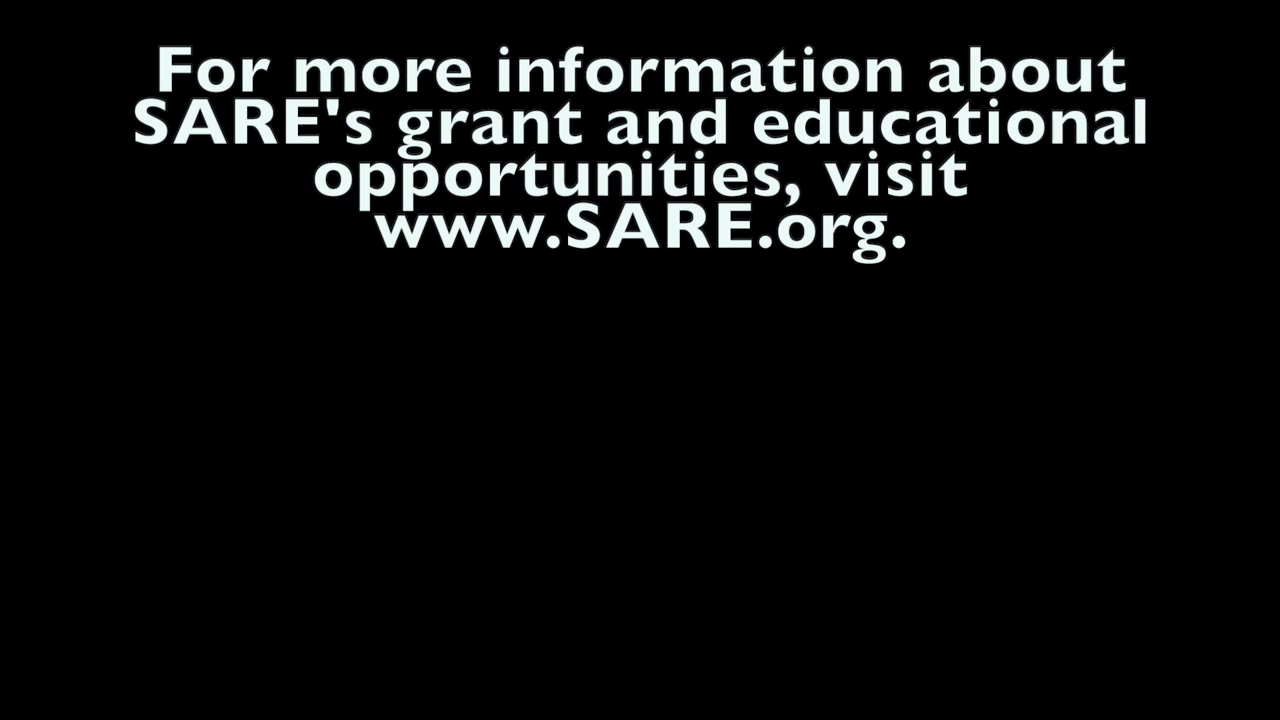 For more information about
SARE's grant and educational
opportunities, visit
www.SARE.org.